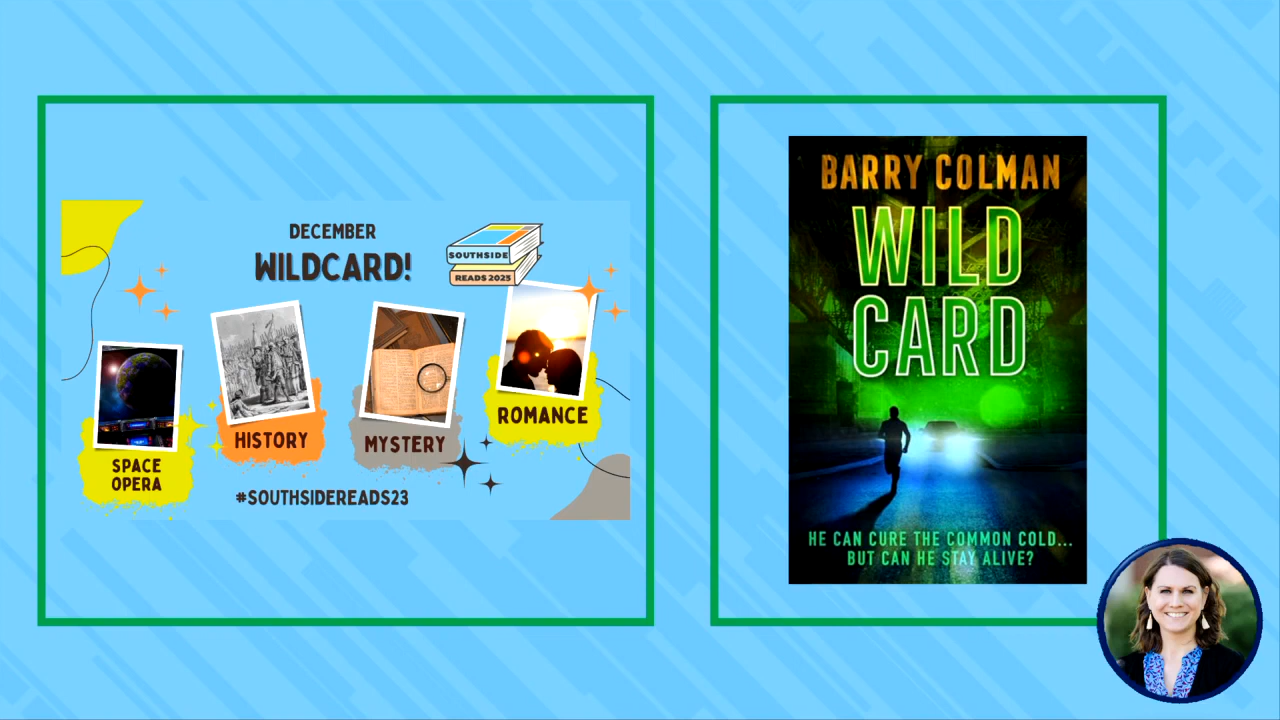 DECEMBER
WILDCARD!
SOUTHSIDE
READS 2025
SPACE
OPERA
HISTORY
MYSTERY
ROMANCE
#SOUTHSIDEREADS23
BARRY COLMAN
WILD
CARD
HE CAN CURE THE COMMON COLD...
BUT CAN HE STAY ALIVE?